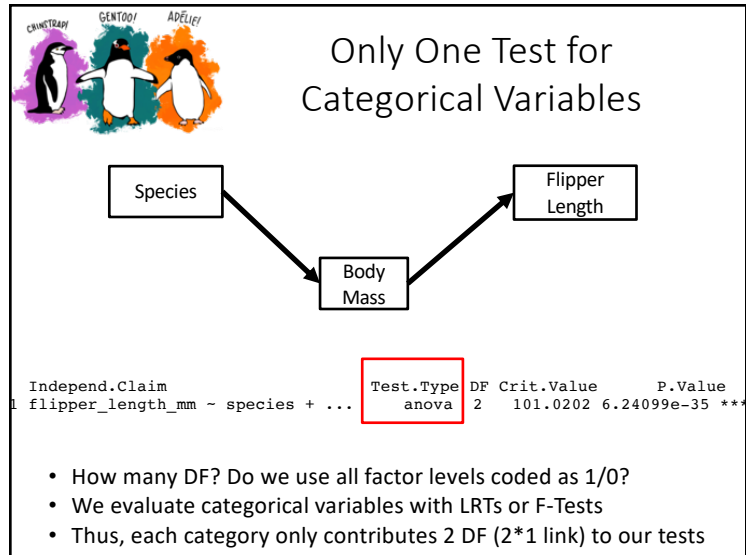 CHINSTRAP!
GENTOO!
ADÉLIE!
Only One Test for
Categorical Variables
Species
Flipper
Length
Body
Mass
Independ.Claim Test.Type DF Crit.Value P.Value
1 flipper_length_mm ~ species + ... anova 2 101.0202 6.24099e-35 ***
• How many DF? Do we use all factor levels coded as 1/0?
• We evaluate categorical variables with LRTs or F-Tests
• Thus, each category only contributes 2 DF (2*1 link) to our tests